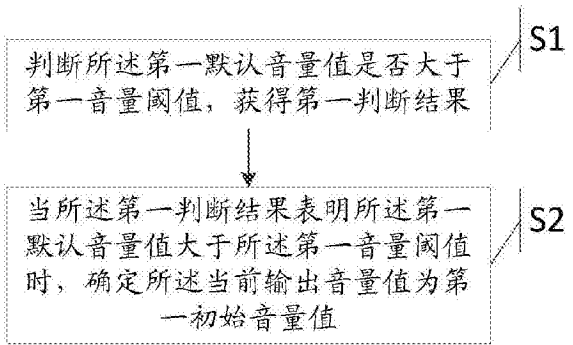 S1
判断所述第一默认音量值是否大于
第一音量阈值，获得第一判断结果
S2
当所述第一判断结果表明所述第一
默认音量值大于所述第一音量阈值
时，确定所述当前输出音量值为第
一初始音量值